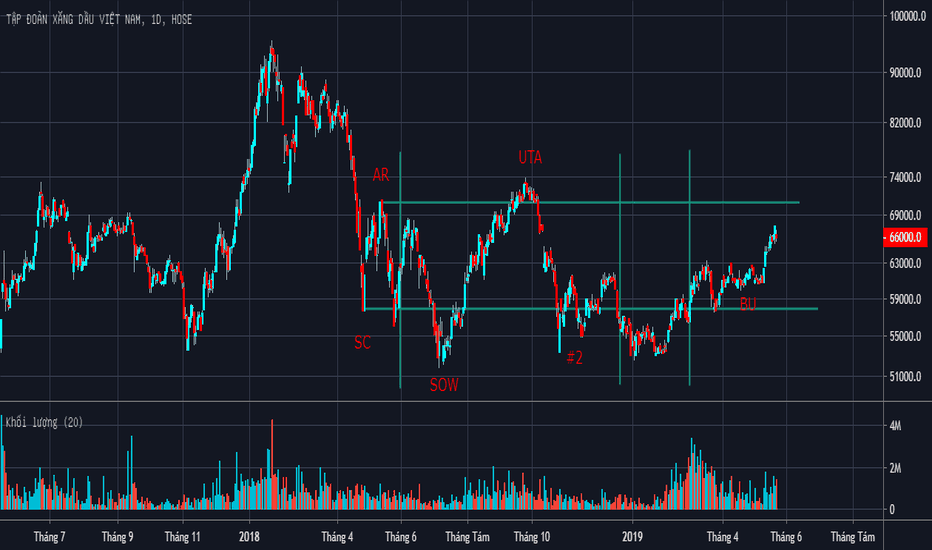 TẬP ĐOÀN XĂNG DẦU VIỆT NAM, 1D, HOSE
100000.0
90000.0
82000.0
74000.0
69000.0
66000.0
63000.0
59000.0
55000.0
51000.0
UTA
AR
BU
SC
#2
SOW
Khối lượng (20)
4M
2M
0
Tháng 7
Tháng 9
Tháng 11
2018
Tháng 4
Tháng 6
Tháng Tám
Tháng 10
2019
Tháng 4
Tháng 6
Tháng Tám